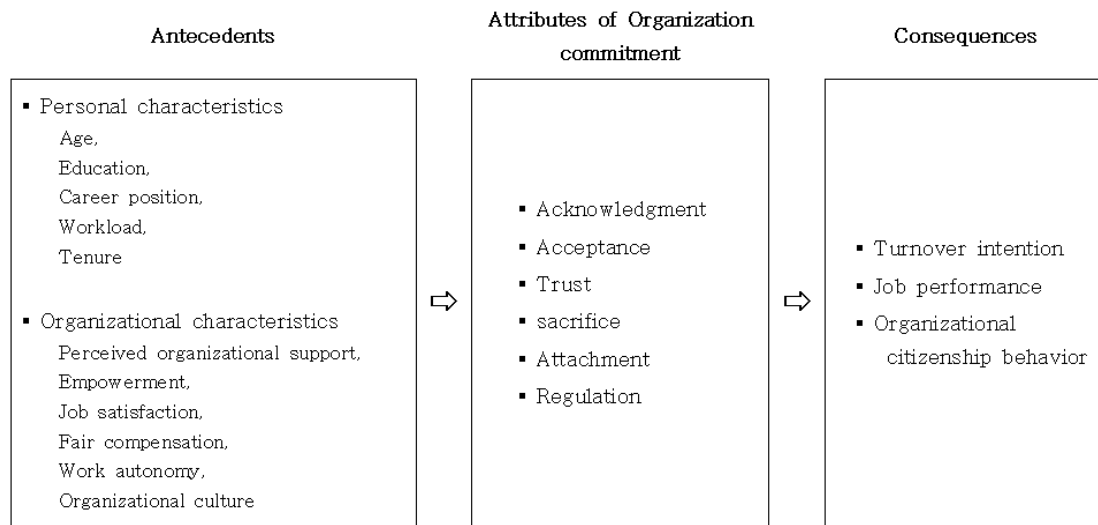 Antecedents
Attributes of Organization
commitment
Consequences
▪ Personal characteristics
Age,
Education,
Career position,
Workload,
Tenure
▪ Organizational characteristics
Perceived organizational support,
Empowerment,
Job satisfaction,
Fair compensation,
Work autonomy,
Organizational culture
▪ Acknowledgment
▪ Acceptance
▪ Trust
▪ sacrifice
▪ Attachment
▪ Regulation
▪ Turnover intention
▪ Job performance
▪ Organizational
citizenship behavior